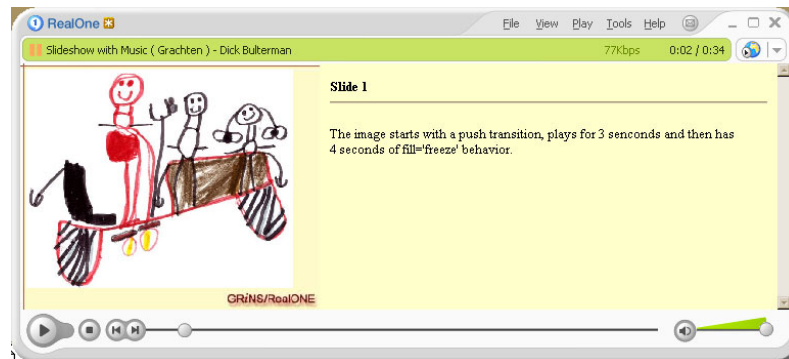 RealOne File View Play Tools Help
Slideshow with Music ( Grachten ) - Dick Bulterman 77Kbps 0:02 / 0:34
Slide 1
The image starts with a push transition, plays for 3 senconds and then has
4 seconds of fill='freeze' behavior.
GRiNS/RealONE